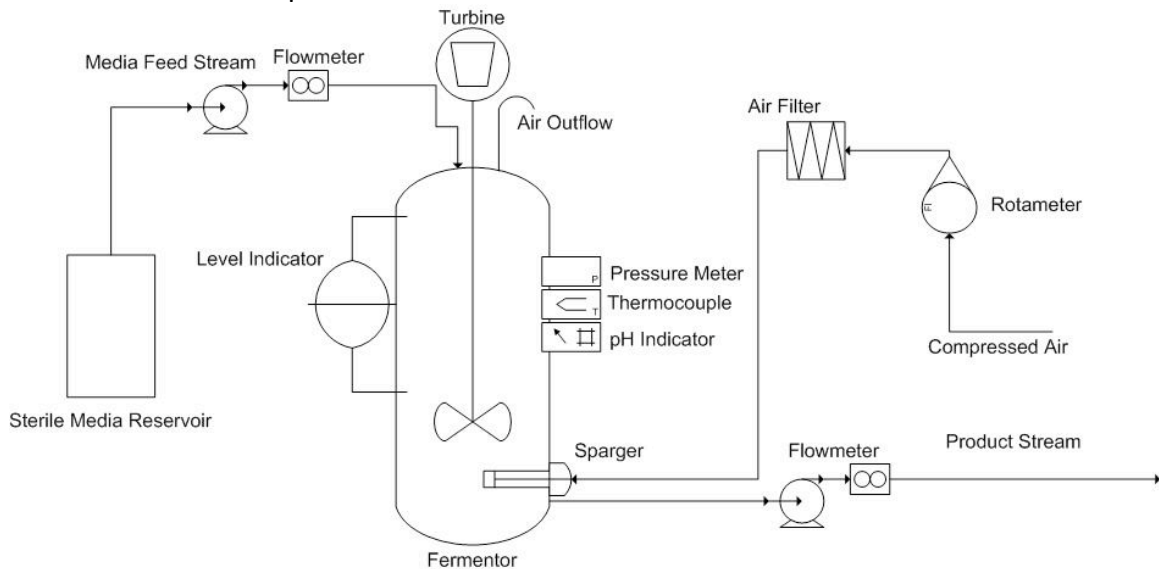 Turbine
Media Feed Stream
Flowmeter
Air Outflow
Air Filter
FI
Rotameter
Level Indicator
P
Pressure Meter
T
Thermocouple
pH Indicator
Compressed Air
Sterile Media Reservoir
Sparger
Flowmeter
Product Stream
Fermentor